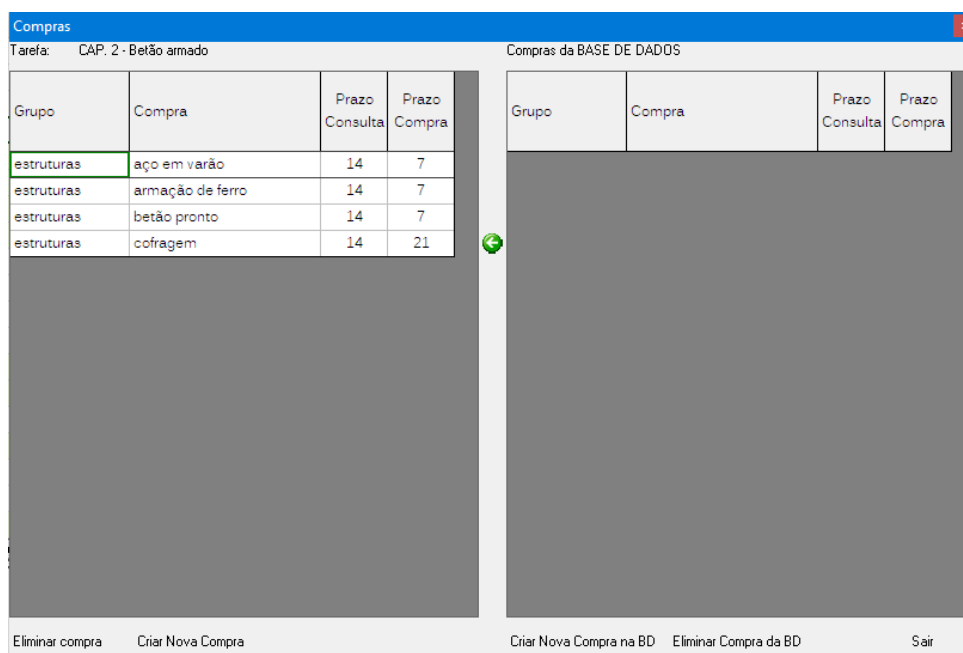 Compras
Tarefa: CAP. 2 - Betão armado
Compras da BASE DE DADOS
Grupo Compra Prazo Consulta Prazo Compra
estruturas aço em varão 14 7
estruturas armação de ferro 14 7
estruturas betão pronto 14 7
estruturas cofragem 14 21
Grupo Compra Prazo Consulta Prazo Compra
Eliminar compra Criar Nova Compra
Criar Nova Compra na BD Eliminar Compra da BD Sair